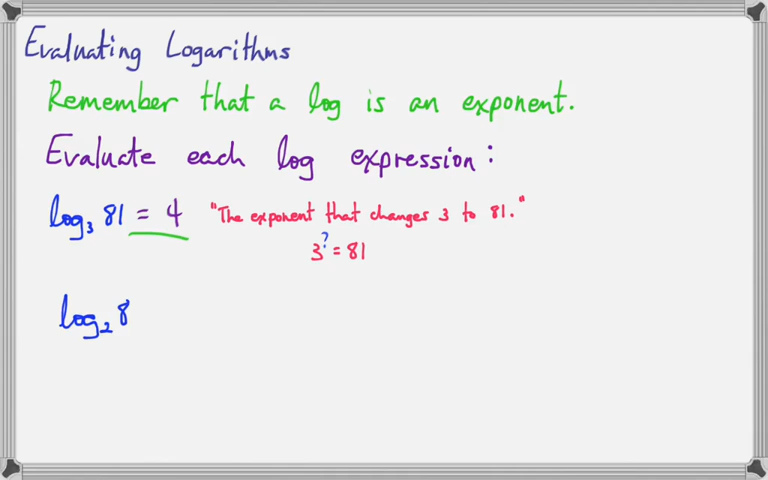 Evaluating Logarithms
Remember that a log is an exponent.
Evaluate each log expression:
log₃ 81 = 4 "The exponent that changes 3 to 81."
3^? = 81
log₂ 8